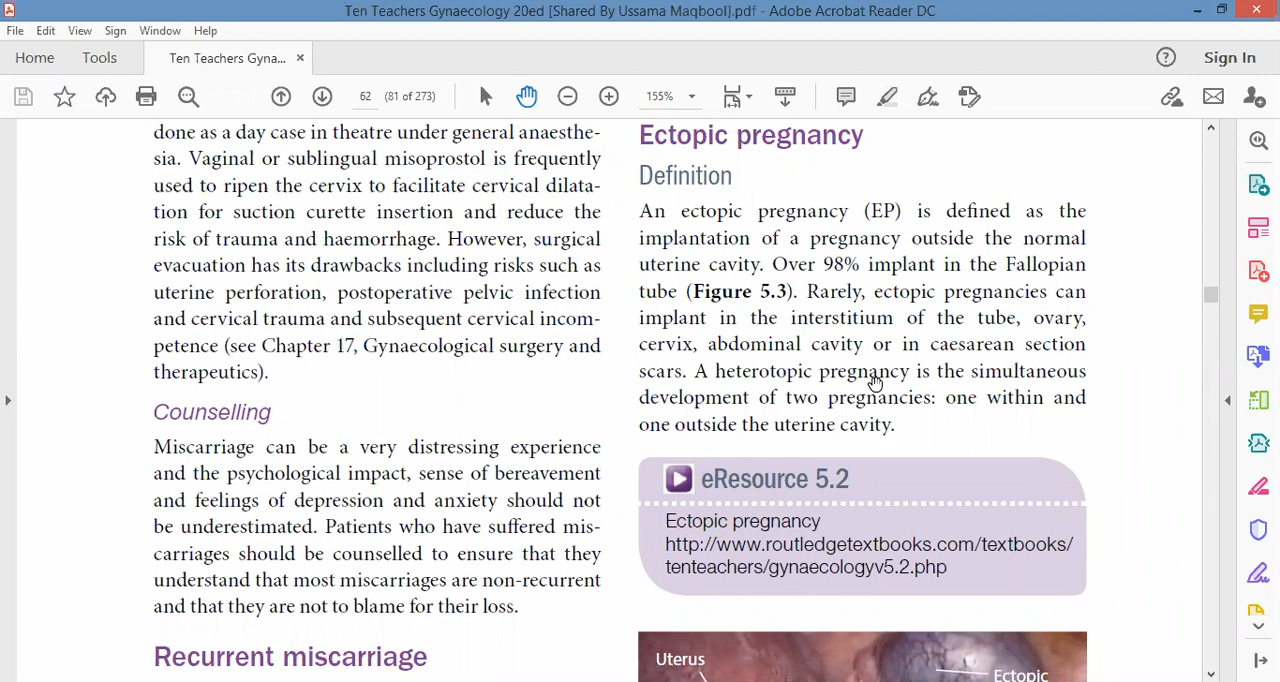 Ten Teachers Gynaecology 20ed [Shared By Ussama Maqbool].pdf - Adobe Acrobat Reader DC
File Edit View Sign Window Help
Home Tools Ten Teachers Gyna... × Sign In
62 (81 of 273) 155%
done as a day case in theatre under general anaesthe-
sia. Vaginal or sublingual misoprostol is frequently
used to ripen the cervix to facilitate cervical dilata-
tion for suction curette insertion and reduce the
risk of trauma and haemorrhage. However, surgical
evacuation has its drawbacks including risks such as
uterine perforation, postoperative pelvic infection
and cervical trauma and subsequent cervical incom-
petence (see Chapter 17, Gynaecological surgery and
therapeutics).
Counselling
Miscarriage can be a very distressing experience
and the psychological impact, sense of bereavement
and feelings of depression and anxiety should not
be underestimated. Patients who have suffered mis-
carriages should be counselled to ensure that they
understand that most miscarriages are non-recurrent
and that they are not to blame for their loss.
Recurrent miscarriage
Ectopic pregnancy
Definition
An ectopic pregnancy (EP) is defined as the
implantation of a pregnancy outside the normal
uterine cavity. Over 98% implant in the Fallopian
tube (Figure 5.3). Rarely, ectopic pregnancies can
implant in the interstitium of the tube, ovary,
cervix, abdominal cavity or in caesarean section
scars. A heterotopic pregnancy is the simultaneous
development of two pregnancies: one within and
one outside the uterine cavity.
eResource 5.2
Ectopic pregnancy
http://www.routledgetextbooks.com/textbooks/
tenteachers/gynaecologyv5.2.php
Uterus
Ectopic